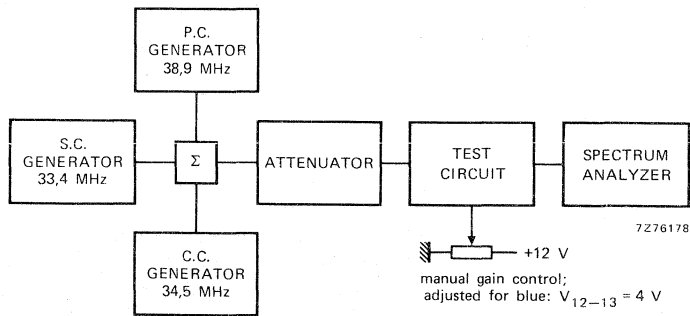 P.C.
GENERATOR
38,9 MHz
S.C.
GENERATOR
33,4 MHz
Σ
ATTENUATOR
TEST
CIRCUIT
SPECTRUM
ANALYZER
7Z76178
C.C.
GENERATOR
34,5 MHz
+12 V
manual gain control;
adjusted for blue: V12–13 = 4 V